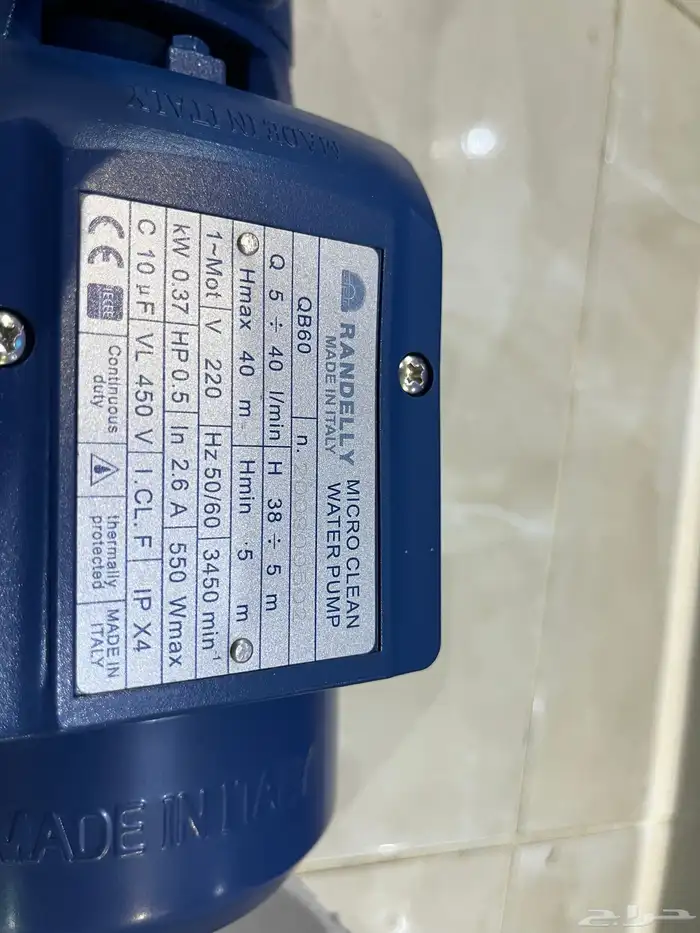 MADE IN ITALY
RANDELLY MICRO CLEAN
MADE IN ITALY WATER PUMP
QB60 n.
Q 5 ÷ 40 l/min H 38 ÷ 5 m
Hmax 40 m Hmin .5 m
1~Mot V 220 Hz 50/60 3450 min⁻¹
kW 0.37 HP 0.5 In 2.6 A 550 Wmax
C 10 µF VL 450 V I.CL. F IP X4
CE IECEE Continuous duty thermally protected MADE IN ITALY
MADE IN ITALY
حراج